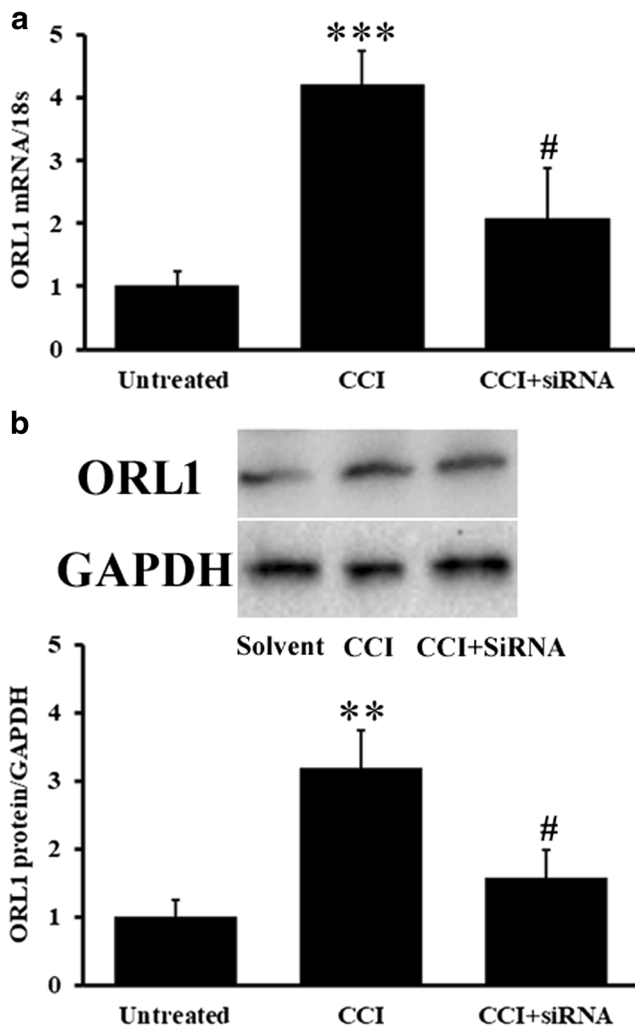 a
ORL1 mRNA/18s
5
4
3
2
1
0
***
#
Untreated CCI CCI+siRNA
b
ORL1
GAPDH
Solvent CCI CCI+SiRNA
ORL1 protein/GAPDH
5
4
3
2
1
0
**
#
Untreated CCI CCI+siRNA